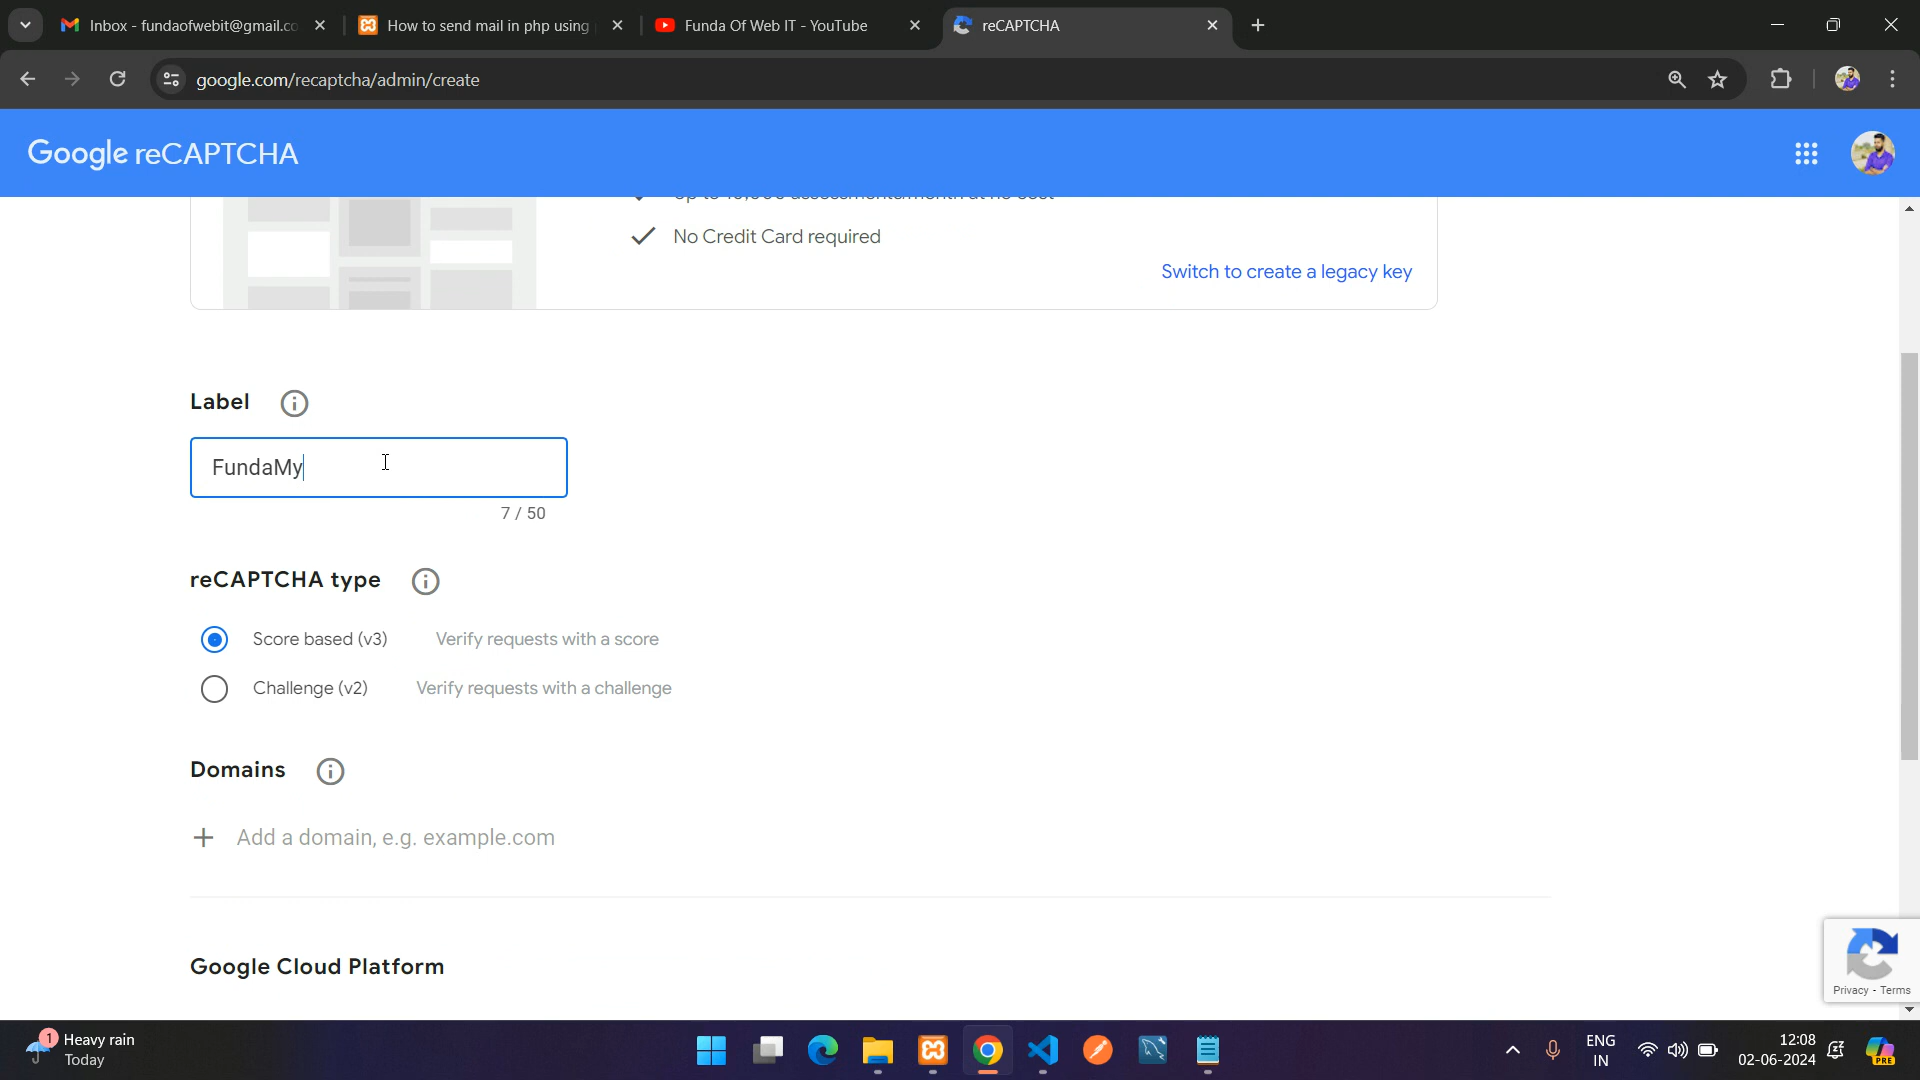 Inbox - fundaofwebit@gmail.co
How to send mail in php using
Funda Of Web IT - YouTube
reCAPTCHA
google.com/recaptcha/admin/create
Google reCAPTCHA
No Credit Card required
Switch to create a legacy key
Label
FundaMy
7 / 50
reCAPTCHA type
Score based (v3) Verify requests with a score
Challenge (v2) Verify requests with a challenge
Domains
+ Add a domain, e.g. example.com
Google Cloud Platform
Privacy - Terms
1
Heavy rain
Today
ENG
IN
12:08
02-06-2024
PRE